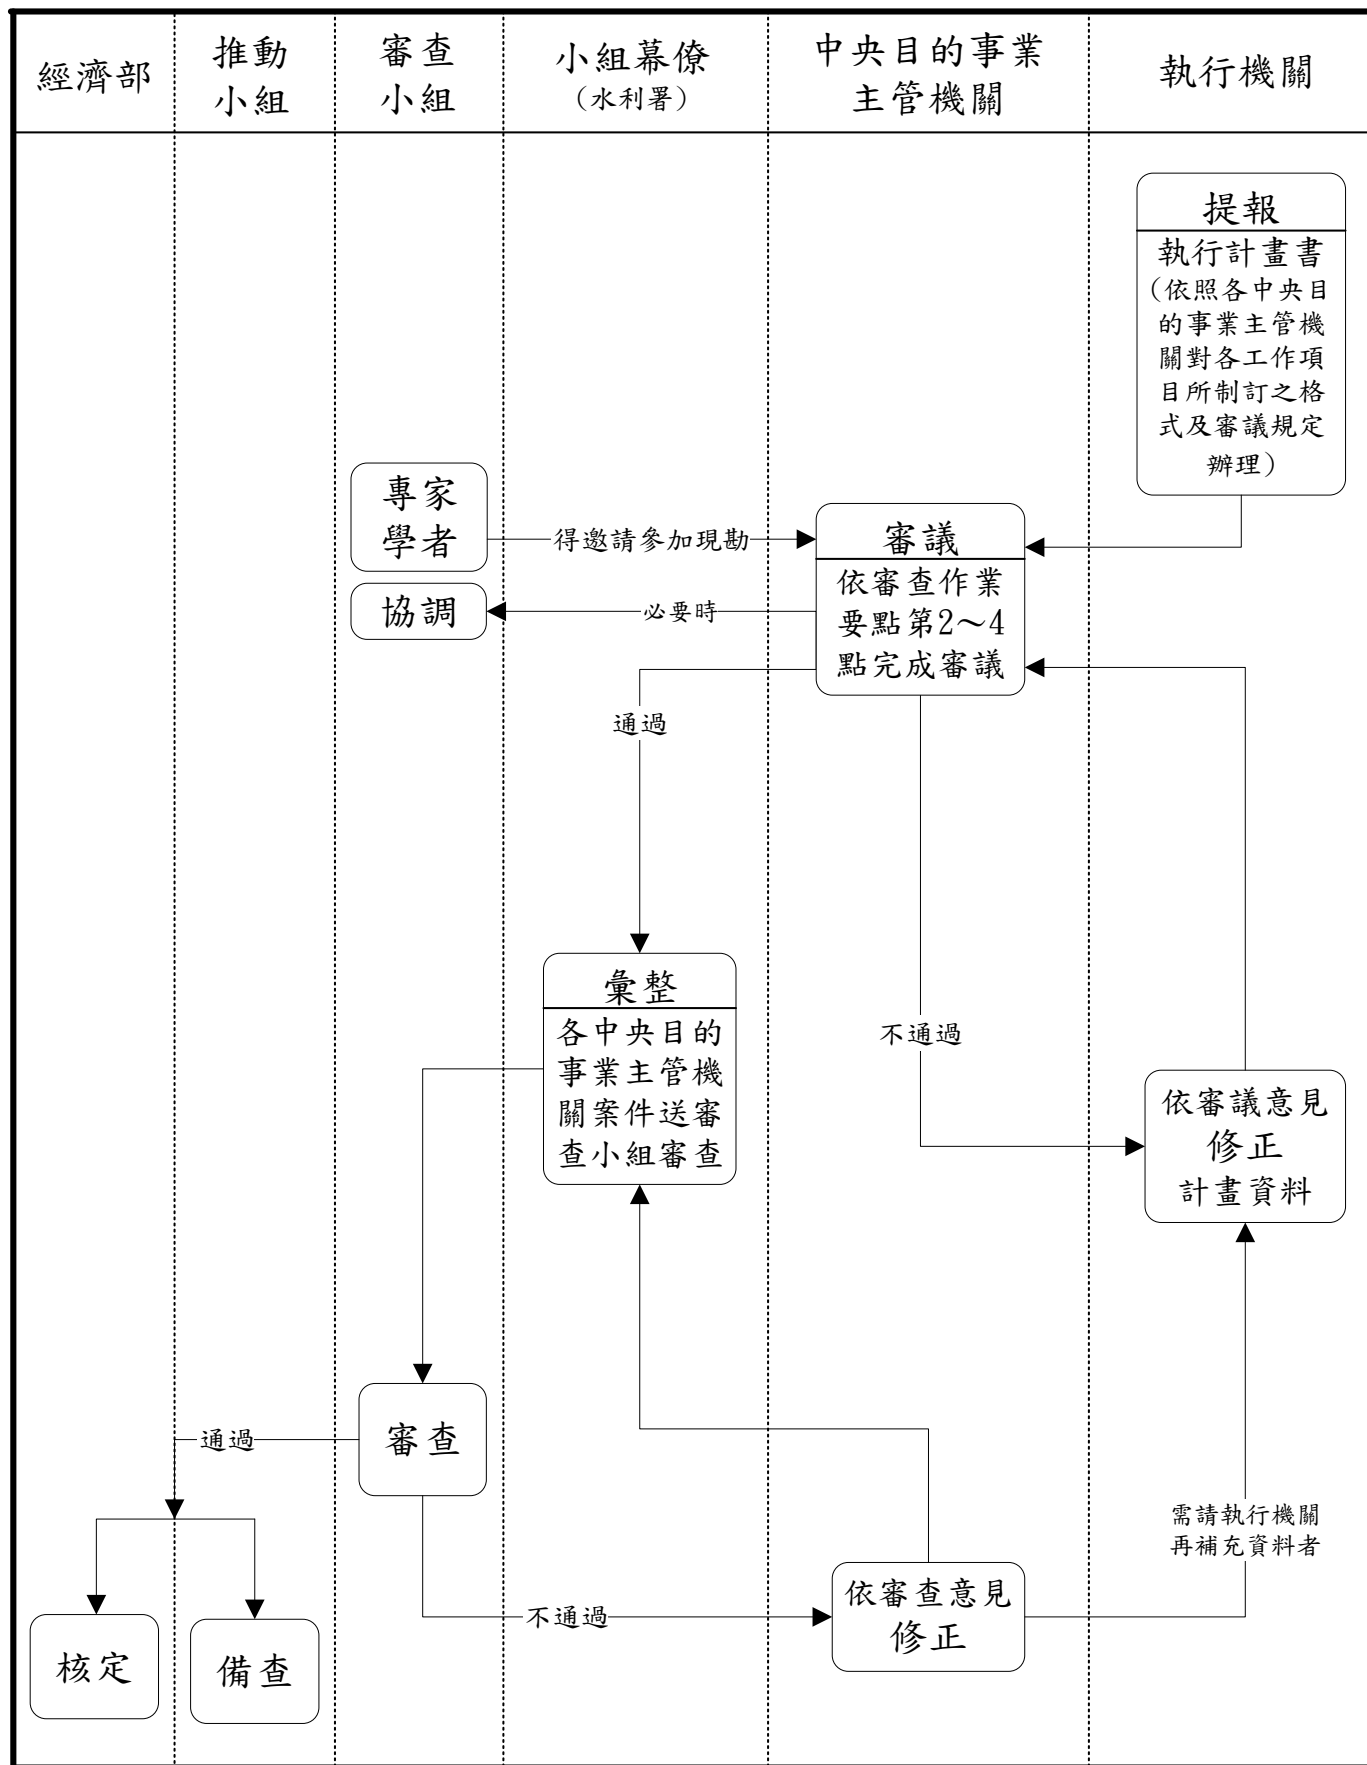 經濟部
推動
小組
審查
小組
小組幕僚
(水利署)
中央目的事業
主管機關
執行機關
提報
執行計畫書
(依照各中央目
的事業主管機
關對各工作項
目所制訂之格
式及審議規定
辦理)
專家
學者
得邀請參加現勘
審議
依審查作業
要點第2～4
點完成審議
協調
必要時
通過
彙整
各中央目的
事業主管機
關案件送審
查小組審查
不通過
依審議意見
修正
計畫資料
審查
通過
需請執行機關
再補充資料者
不通過
依審查意見
修正
核定
備查